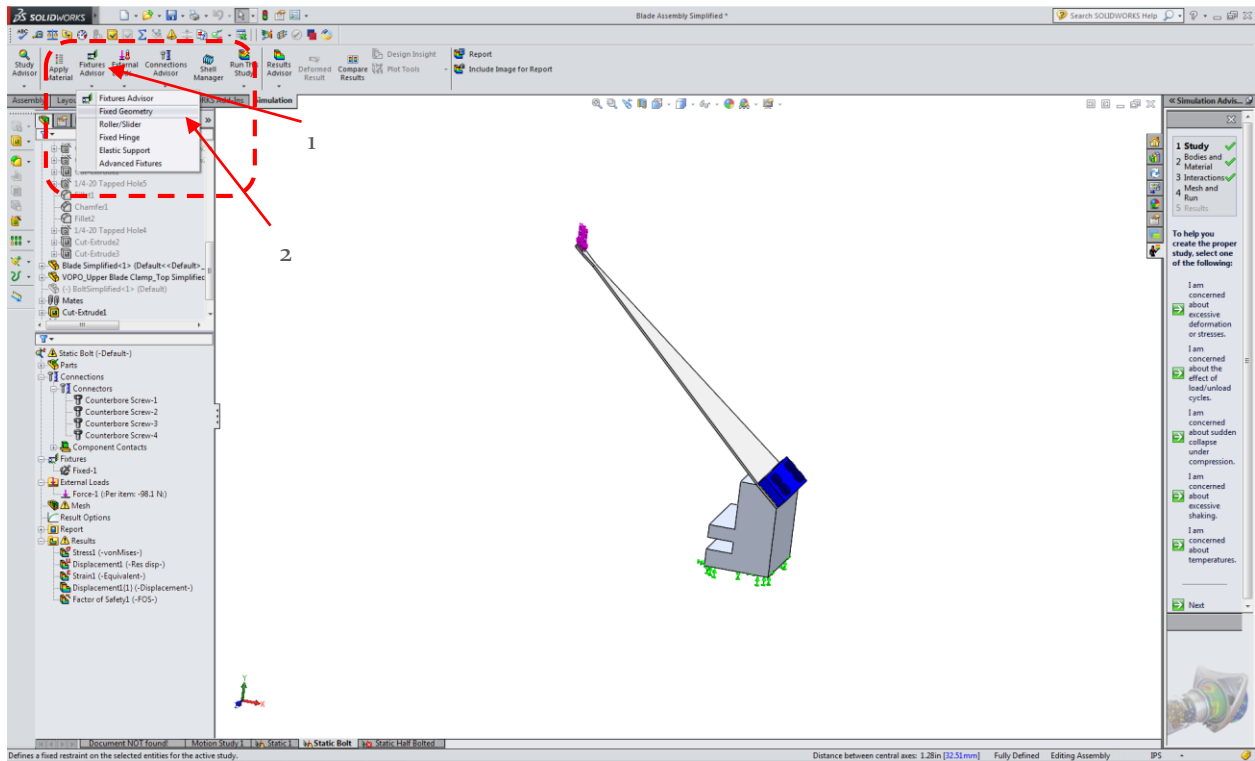 SOLIDWORKS
Blade Assembly Simplified *
Search SOLIDWORKS Help
Study Advisor
Apply Material
Fixtures Advisor
Connections Advisor
Shell Manager
Run This Study
Results Advisor
Deformed Result
Compare Results
Design Insight
Plot Tools
Report
Include Image for Report
Simulation
Fixtures Advisor
Fixed Geometry
Roller/Slider
Fixed Hinge
Elastic Support
Advanced Fixtures
1
2
1/4-20 Tapped Hole5
Chamfer1
Fillet2
1/4-20 Tapped Hole4
Cut-Extrude2
Cut-Extrude3
Blade Simplified<1> (Default<<Default>_
VOPO_Upper Blade Clamp_Top Simplified
(-) BoltSimplified<1> (Default)
Mates
Cut-Extrude1
Static Bolt (-Default-)
Parts
Connections
Connectors
Counterbore Screw-1
Counterbore Screw-2
Counterbore Screw-3
Counterbore Screw-4
Component Contacts
Fixtures
Fixed-1
External Loads
Force-1 (:Per item: -98.1 N:)
Mesh
Result Options
Report
Results
Stress1 (-vonMises-)
Displacement1 (-Res disp-)
Strain1 (-Equivalent-)
Displacement1(1) (-Displacement-)
Factor of Safety1 (-FOS-)
Y
X
Simulation Advis...
1 Study
2 Bodies and Material
3 Interactions
4 Mesh and Run
5 Results
To help you
create the proper
study, select one
of the following:
I am
concerned
about
excessive
deformation
or stresses.
I am
concerned
about the
effect of
load/unload
cycles.
I am
concerned
about sudden
collapse
under
compression.
I am
concerned
about
excessive
shaking.
I am
concerned
about
temperatures.
Next
Document NOT found!
Motion Study 1
Static 1
Static Bolt
Static Half Bolted
Defines a fixed restraint on the selected entities for the active study.
Distance between central axes: 1.28in [32.51mm]
Fully Defined
Editing Assembly
IPS